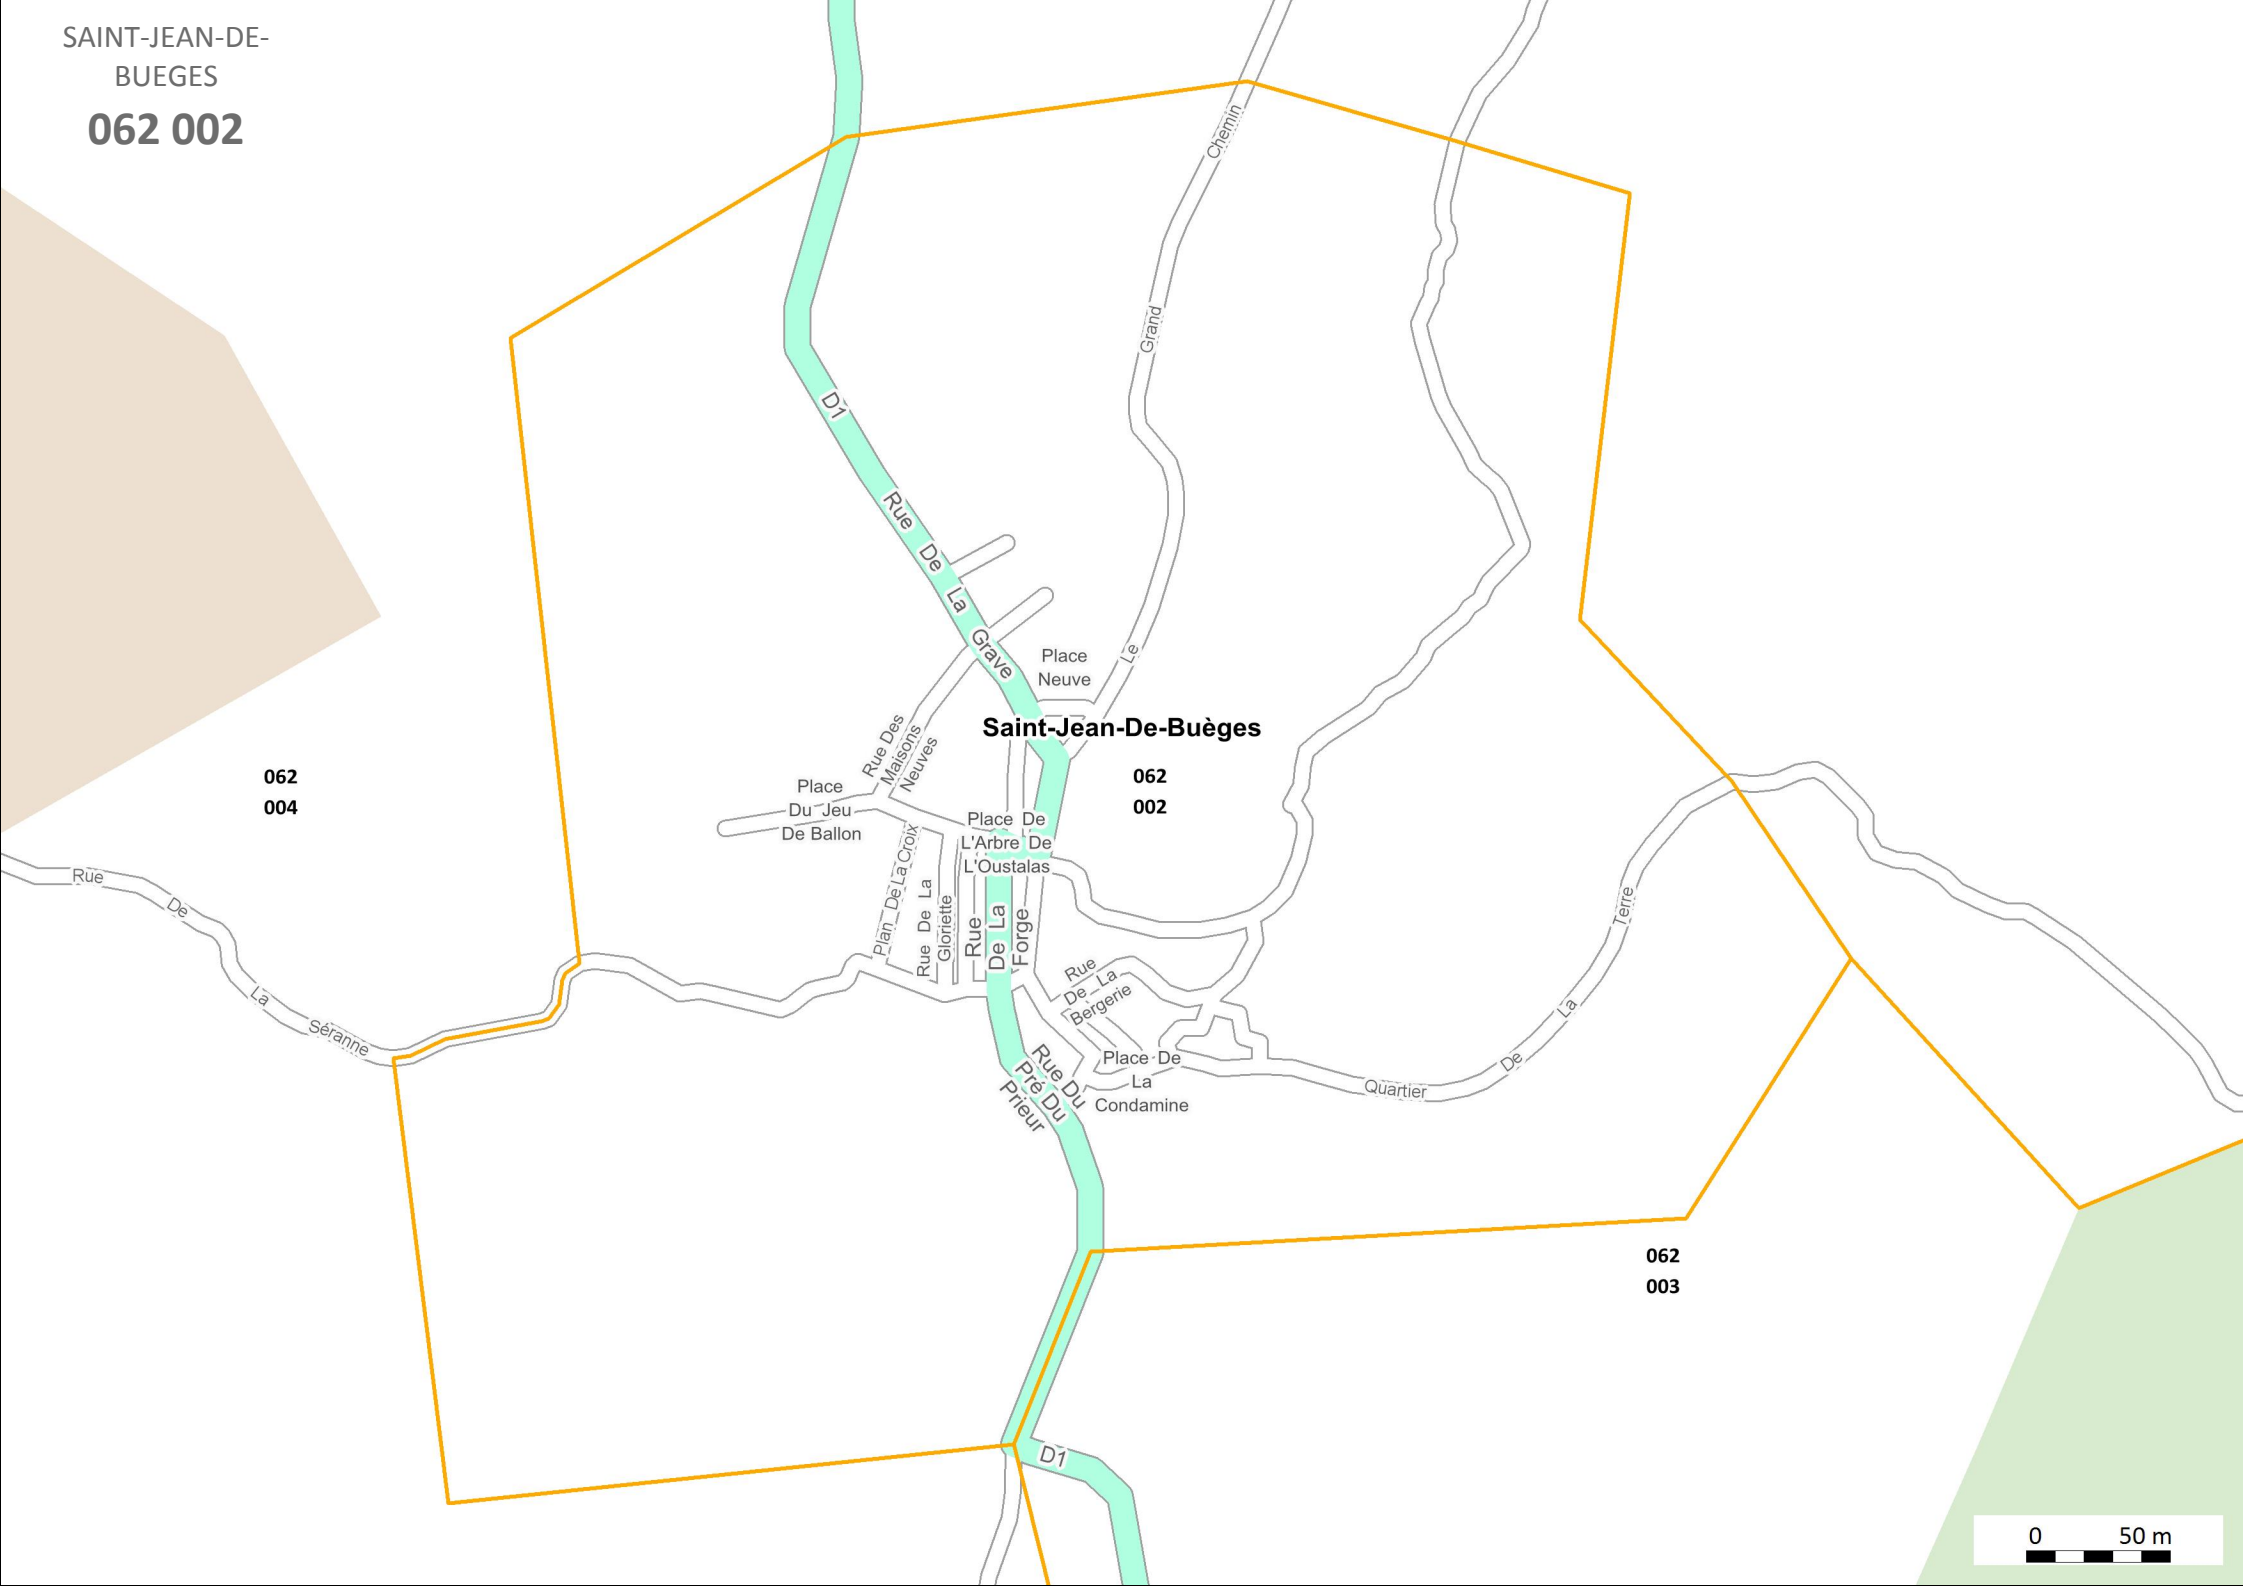 SAINT-JEAN-DE-
BUEGES
062 002
Chemin
Grand
Le
D1
Rue De La Grave
Place
Neuve
Saint-Jean-De-Buèges
062
002
062
004
Rue Des
Maisons
Neuves
Place
Du Jeu
De Ballon
Place De
L'Arbre De
L'Oustalas
Plan De La Croix
Rue De La
Gloriette
Rue
De La
Forge
Rue
De La
Bergerie
Rue De La Séranne
Rue Du
Pré Du
Prieur
Place De
La
Condamine
Quartier De La Terre
062
003
D1
0 50 m